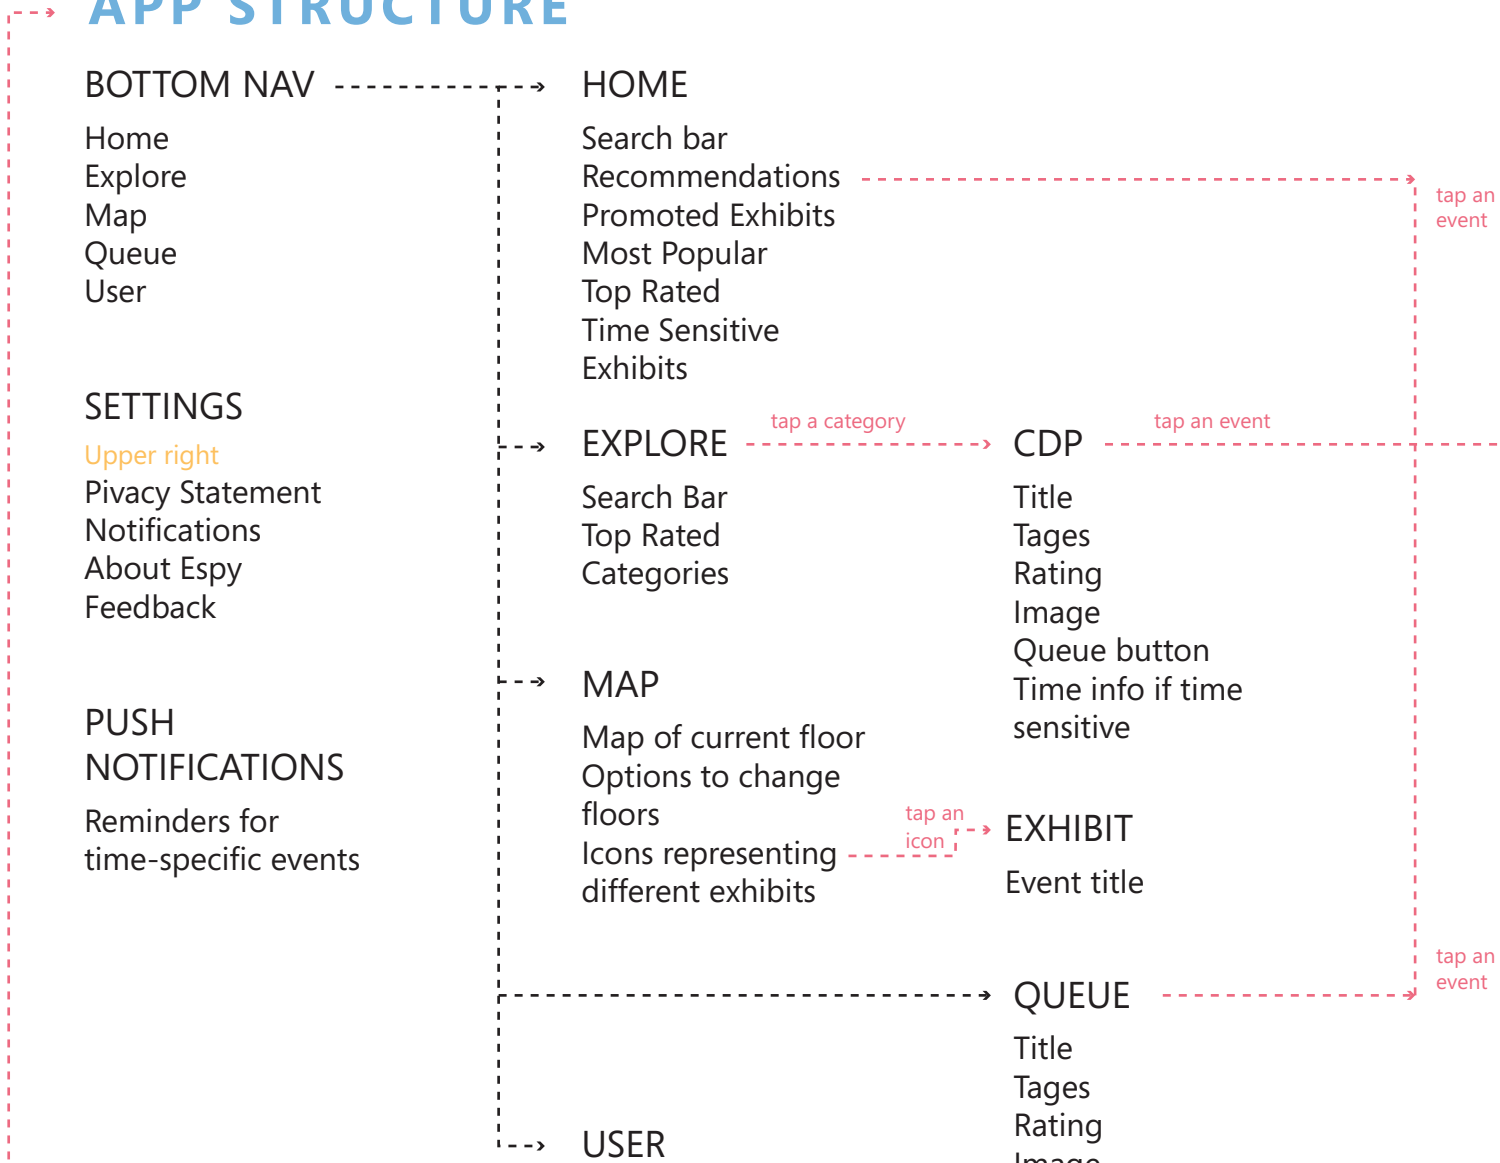 APP STRUCTURE
BOTTOM NAV
Home
Explore
Map
Queue
User
SETTINGS
Upper right
Pivacy Statement
Notifications
About Espy
Feedback
PUSH
NOTIFICATIONS
Reminders for
time-specific events
HOME
Search bar
Recommendations
Promoted Exhibits
Most Popular
Top Rated
Time Sensitive
Exhibits
tap an
event
EXPLORE
tap a category
Search Bar
Top Rated
Categories
CDP
tap an event
Title
Tages
Rating
Image
Queue button
Time info if time
sensitive
MAP
Map of current floor
Options to change
floors
Icons representing
different exhibits
tap an
icon
EXHIBIT
Event title
QUEUE
tap an
event
Title
Tages
Rating
Image
USER